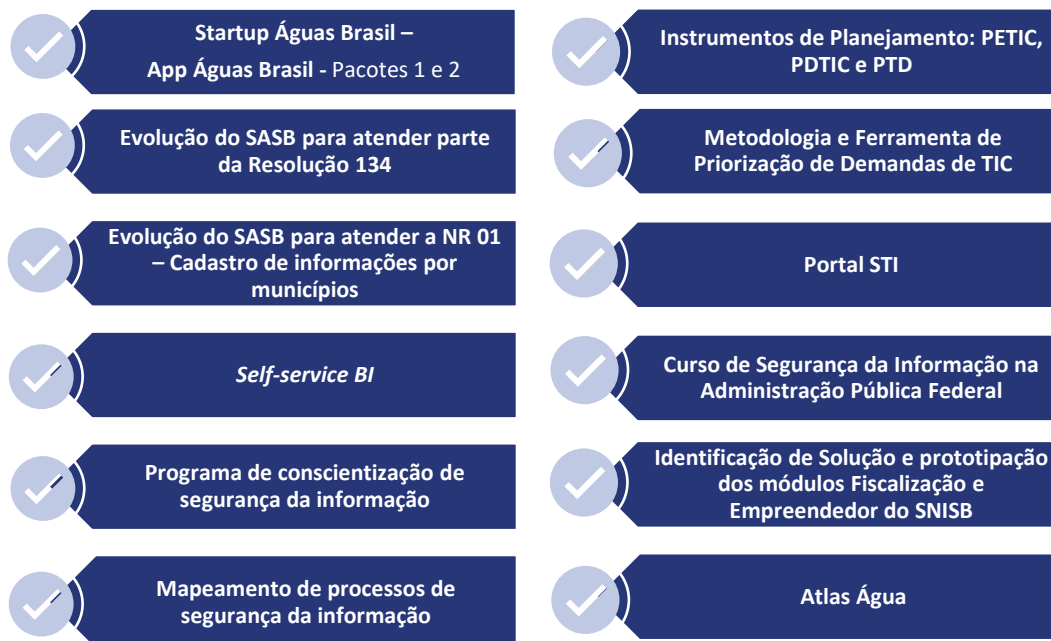 Startup Águas Brasil –
App Águas Brasil - Pacotes 1 e 2
Evolução do SASB para atender parte
da Resolução 134
Evolução do SASB para atender a NR 01
– Cadastro de informações por
municípios
Self-service BI
Programa de conscientização de
segurança da informação
Mapeamento de processos de
segurança da informação
Instrumentos de Planejamento: PETIC,
PDTIC e PTD
Metodologia e Ferramenta de
Priorização de Demandas de TIC
Portal STI
Curso de Segurança da Informação na
Administração Pública Federal
Identificação de Solução e prototipação
dos módulos Fiscalização e
Empreendedor do SNISB
Atlas Água